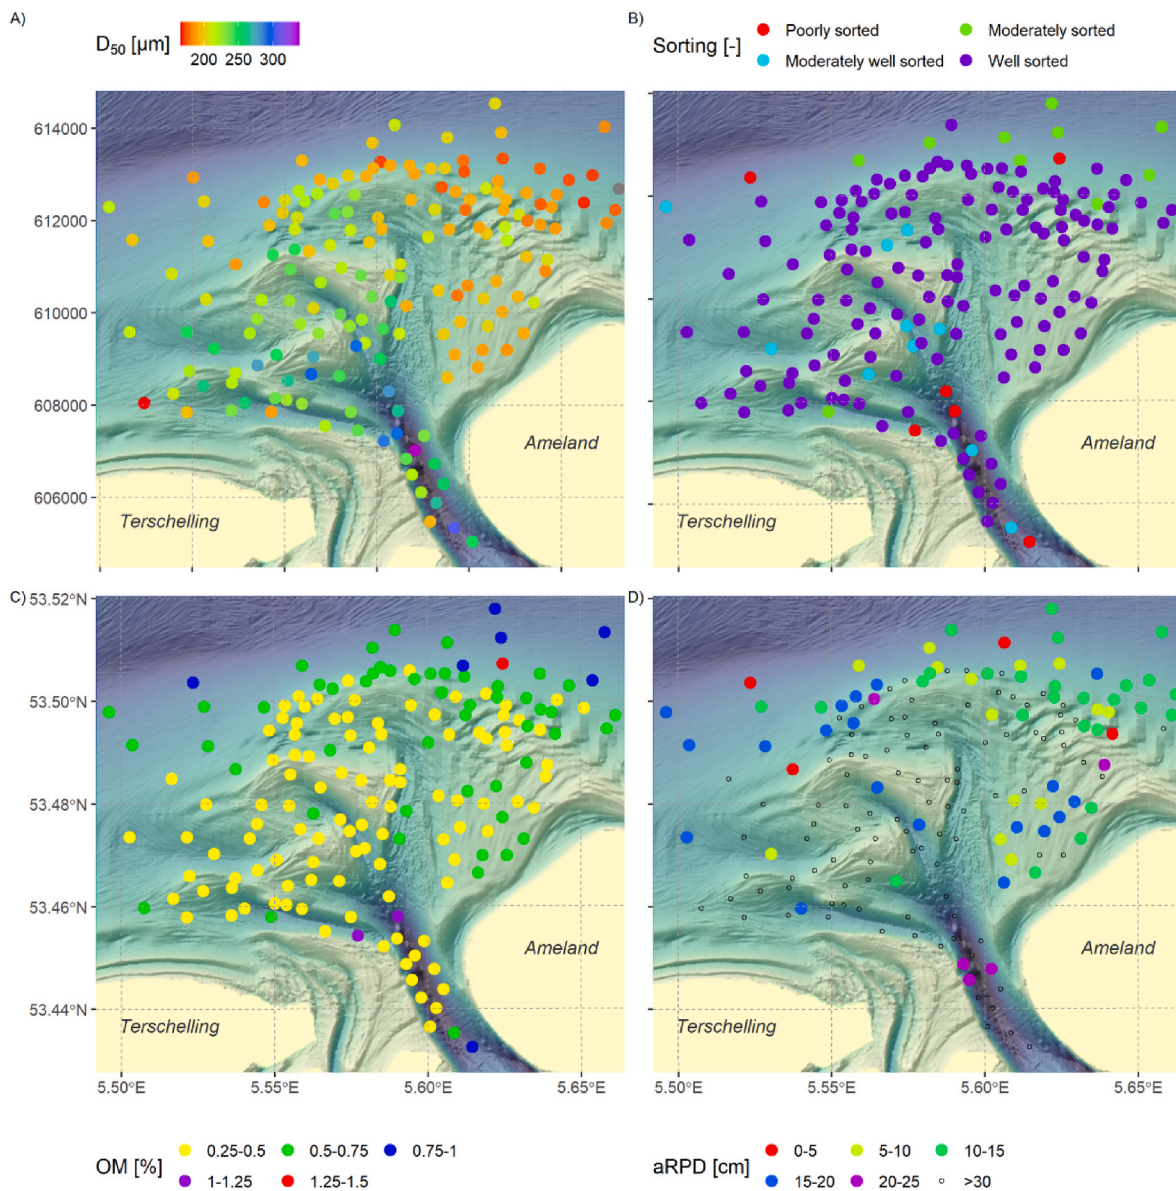 A)
D50 [µm]
200 250 300
B)
Sorting [-]
Poorly sorted
Moderately sorted
Moderately well sorted
Well sorted
614000
612000
610000
608000
606000
Ameland
Terschelling
Ameland
Terschelling
C)
53.52°N
53.50°N
53.48°N
53.46°N
53.44°N
D)
Ameland
Terschelling
Ameland
Terschelling
5.50°E 5.55°E 5.60°E 5.65°E
5.50°E 5.55°E 5.60°E 5.65°E
OM [%]
0.25-0.5
0.5-0.75
0.75-1
1-1.25
1.25-1.5
aRPD [cm]
0-5
5-10
10-15
15-20
20-25
>30